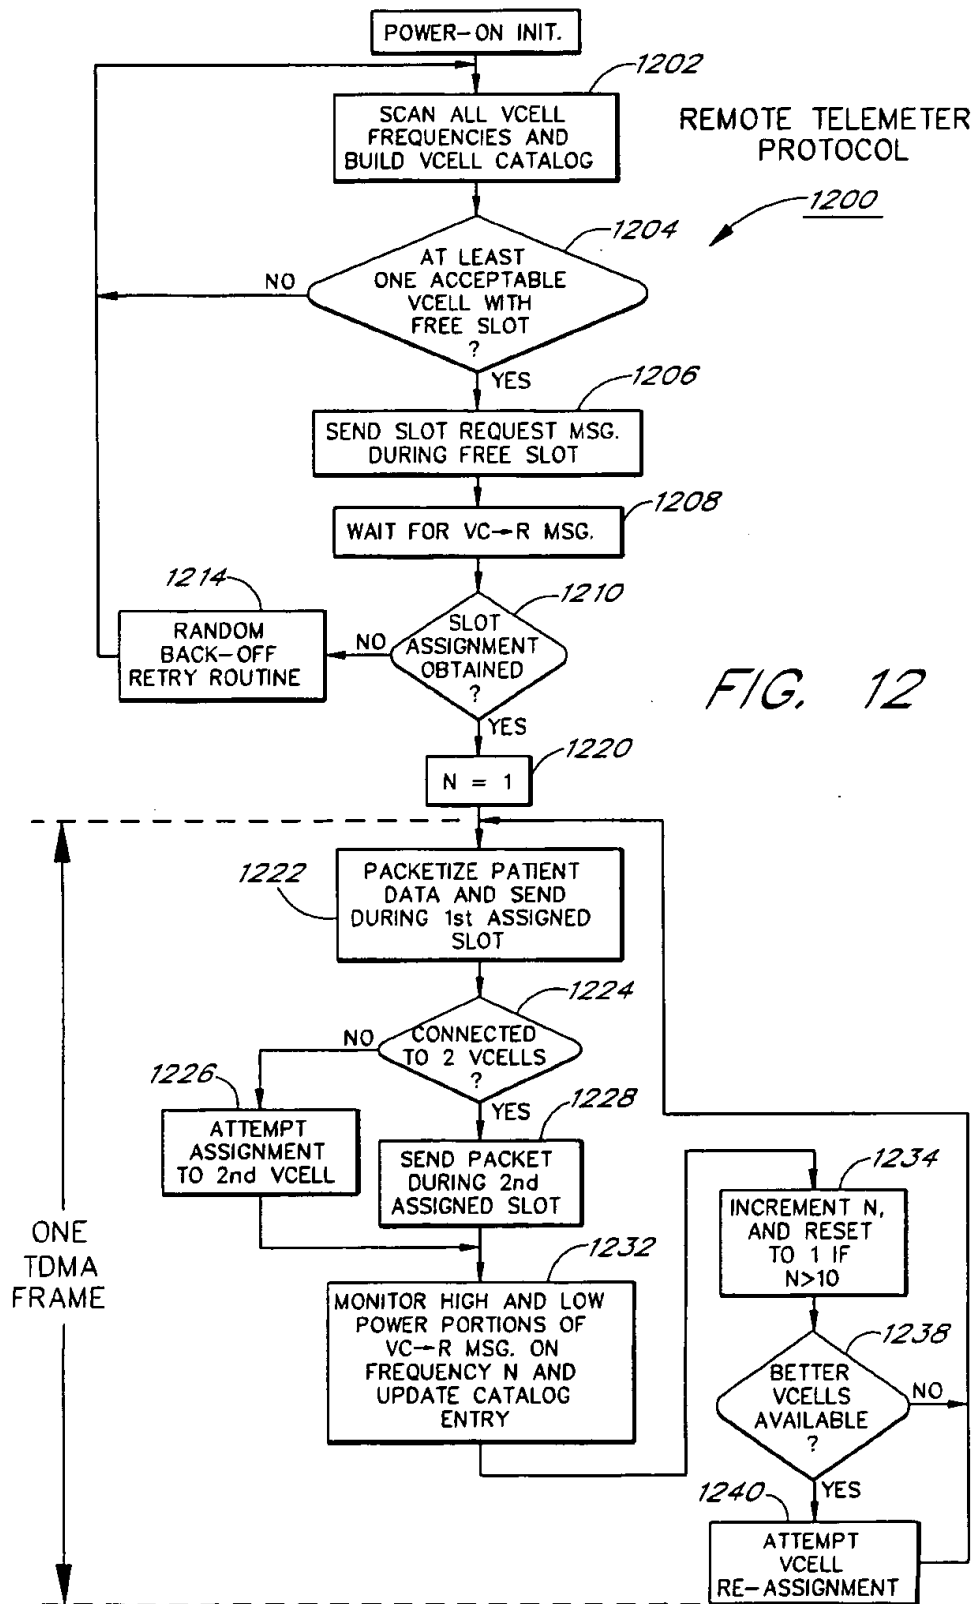 POWER-ON INIT.
1202
SCAN ALL VCELL
FREQUENCIES AND
BUILD VCELL CATALOG
REMOTE TELEMETER
PROTOCOL
1200
1204
AT LEAST
ONE ACCEPTABLE
VCELL WITH
FREE SLOT
?
NO
YES
1206
SEND SLOT REQUEST MSG.
DURING FREE SLOT
1208
WAIT FOR VC→R MSG.
1210
SLOT
ASSIGNMENT
OBTAINED
?
NO
1214
RANDOM
BACK-OFF
RETRY ROUTINE
YES
FIG. 12
1220
N = 1
1222
PACKETIZE PATIENT
DATA AND SEND
DURING 1st ASSIGNED
SLOT
1224
CONNECTED
TO 2 VCELLS
?
NO
YES
1226
ATTEMPT
ASSIGNMENT
TO 2nd VCELL
1228
SEND PACKET
DURING 2nd
ASSIGNED SLOT
ONE
TDMA
FRAME
1232
MONITOR HIGH AND LOW
POWER PORTIONS OF
VC→R MSG. ON
FREQUENCY N AND
UPDATE CATALOG
ENTRY
1234
INCREMENT N,
AND RESET
TO 1 IF
N>10
1238
BETTER
VCELLS
AVAILABLE
?
NO
YES
1240
ATTEMPT
VCELL
RE-ASSIGNMENT